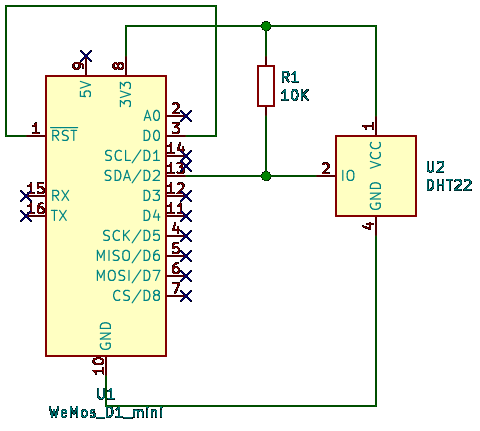 9
8
5V
3V3
A0
2
1
RST
D0
3
SCL/D1
14
SDA/D2
13
15
RX
D3
12
16
TX
D4
11
SCK/D5
4
MISO/D6
5
MOSI/D7
6
CS/D8
7
GND
10
U1
WeMos_D1_mini
R1
10K
1
VCC
2
IO
GND
4
U2
DHT22